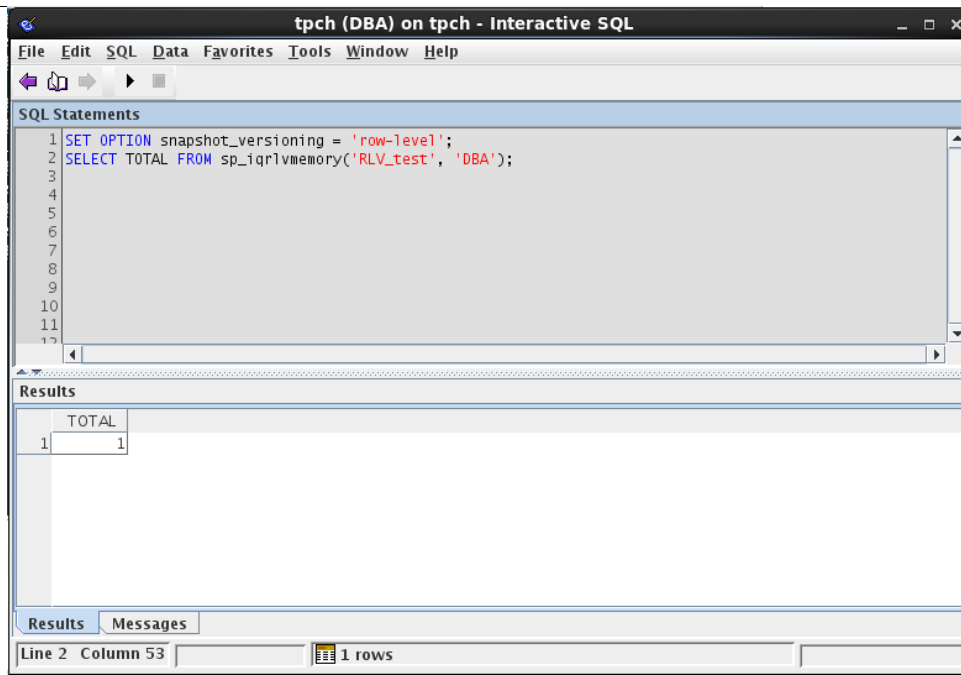 tpch (DBA) on tpch - Interactive SQL
File Edit SQL Data Favorites Tools Window Help
SQL Statements
1 SET OPTION snapshot_versioning = 'row-level';
2 SELECT TOTAL FROM sp_iqrlvmemory('RLV_test', 'DBA');
3
4
5
6
7
8
9
10
11
12
Results
TOTAL
1 1
Results Messages
Line 2 Column 53 1 rows